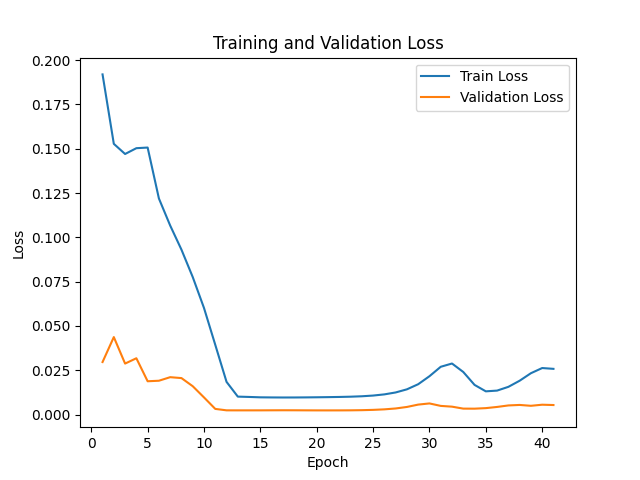 Training and Validation Loss
Train Loss
Validation Loss
0.200
0.175
0.150
0.125
0.100
0.075
0.050
0.025
0.000
Loss
0 5 10 15 20 25 30 35 40
Epoch